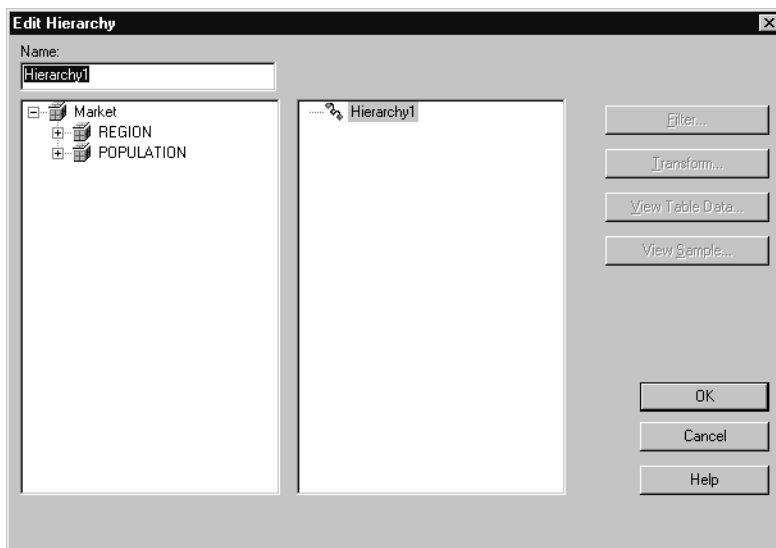 Edit Hierarchy
Name:
Hierarchy1
Market
REGION
POPULATION
Hierarchy1
Filter...
Transform...
View Table Data...
View Sample...
OK
Cancel
Help